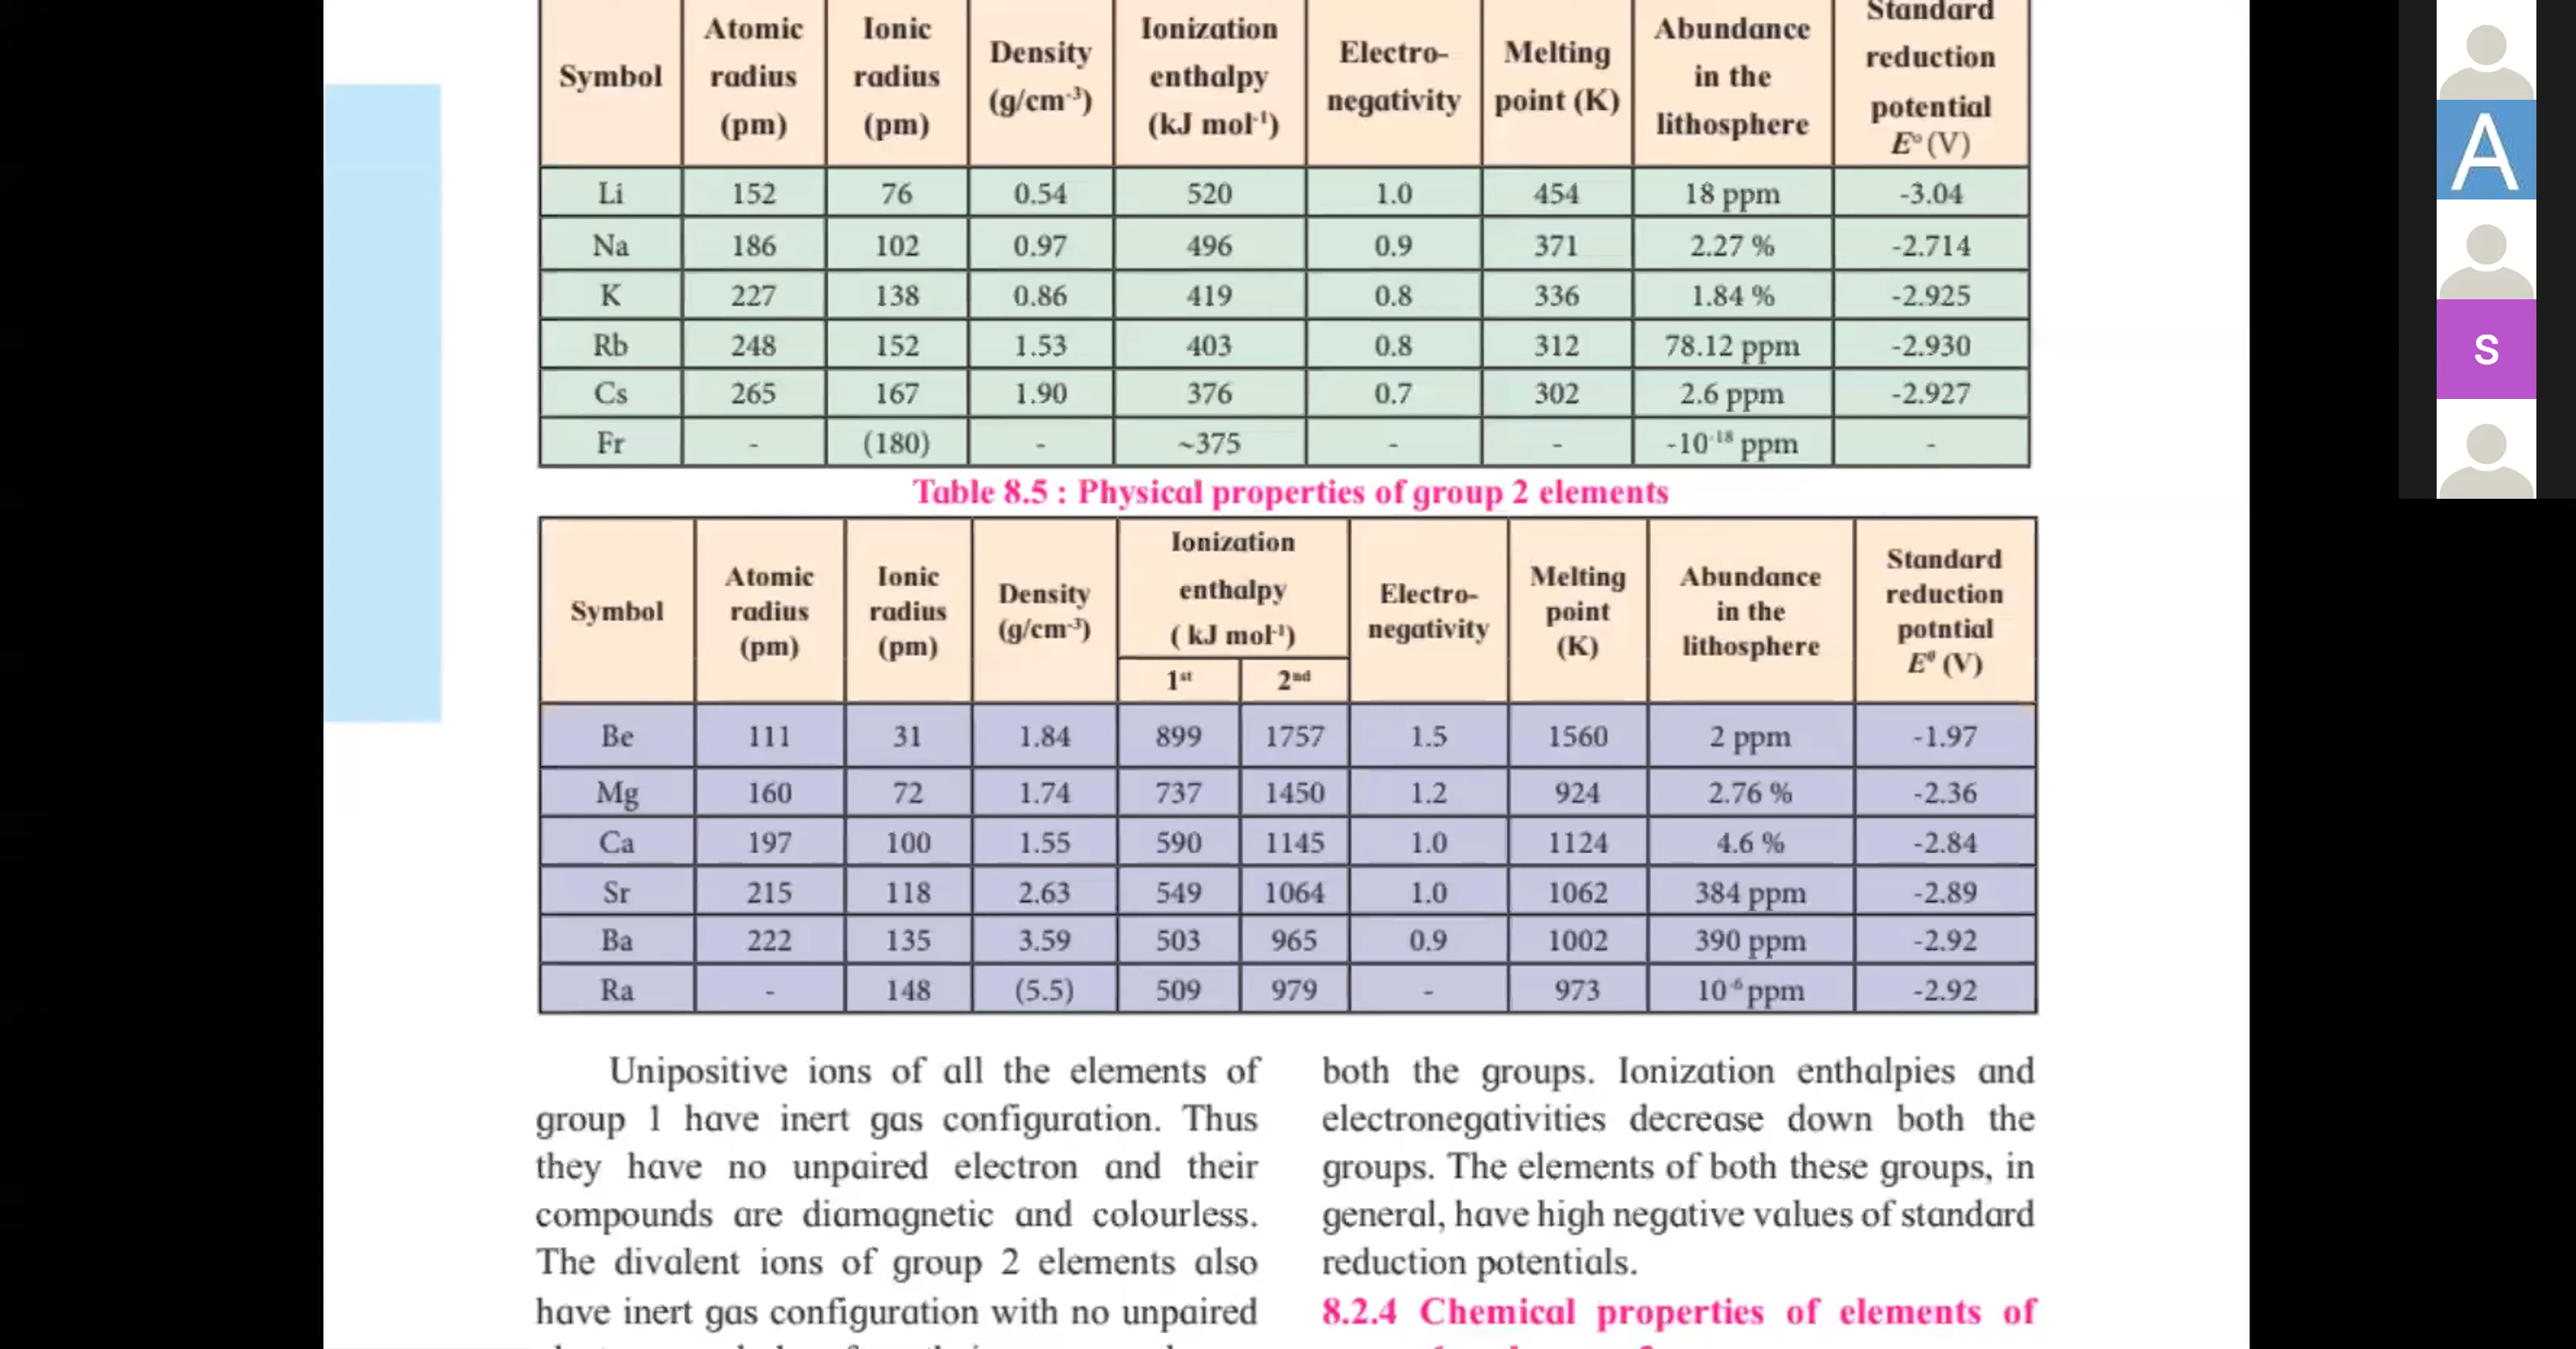 Symbol Atomic radius (pm) Ionic radius (pm) Density (g/cm⁻³) Ionization enthalpy (kJ mol⁻¹) Electro-negativity Melting point (K) Abundance in the lithosphere Standard reduction potential E° (V)
Li 152 76 0.54 520 1.0 454 18 ppm -3.04
Na 186 102 0.97 496 0.9 371 2.27 % -2.714
K 227 138 0.86 419 0.8 336 1.84 % -2.925
Rb 248 152 1.53 403 0.8 312 78.12 ppm -2.930
Cs 265 167 1.90 376 0.7 302 2.6 ppm -2.927
Fr - (180) - ~375 - - ~10⁻¹⁸ ppm -
Table 8.5 : Physical properties of group 2 elements
Symbol Atomic radius (pm) Ionic radius (pm) Density (g/cm⁻³) Ionization enthalpy ( kJ mol⁻¹) 1st 2nd Electro-negativity Melting point (K) Abundance in the lithosphere Standard reduction potntial E⁰ (V)
Be 111 31 1.84 899 1757 1.5 1560 2 ppm -1.97
Mg 160 72 1.74 737 1450 1.2 924 2.76 % -2.36
Ca 197 100 1.55 590 1145 1.0 1124 4.6 % -2.84
Sr 215 118 2.63 549 1064 1.0 1062 384 ppm -2.89
Ba 222 135 3.59 503 965 0.9 1002 390 ppm -2.92
Ra - 148 (5.5) 509 979 - 973 10⁻⁶ ppm -2.92
Unipositive ions of all the elements of
group 1 have inert gas configuration. Thus
they have no unpaired electron and their
compounds are diamagnetic and colourless.
The divalent ions of group 2 elements also
have inert gas configuration with no unpaired
both the groups. Ionization enthalpies and
electronegativities decrease down both the
groups. The elements of both these groups, in
general, have high negative values of standard
reduction potentials.
8.2.4 Chemical properties of elements of
A
S